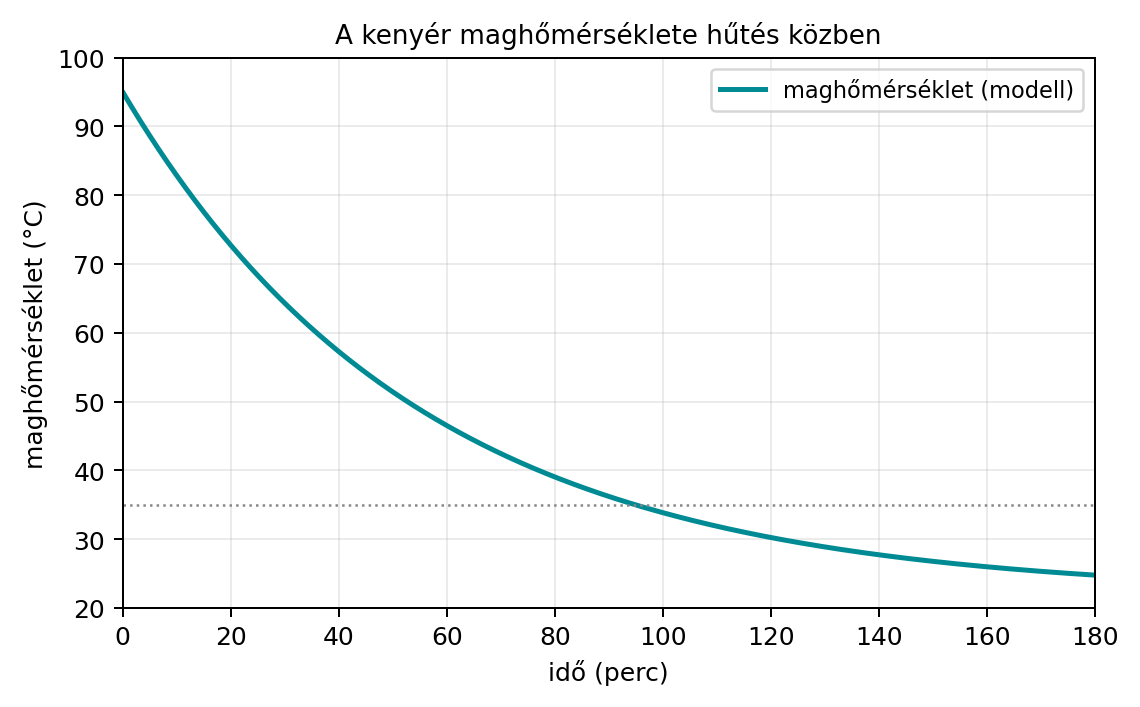 A kenyér maghőmérséklete hűtés közben
maghőmérséklet (modell)
maghőmérséklet (°C)
100
90
80
70
60
50
40
30
20
0 20 40 60 80 100 120 140 160 180
idő (perc)